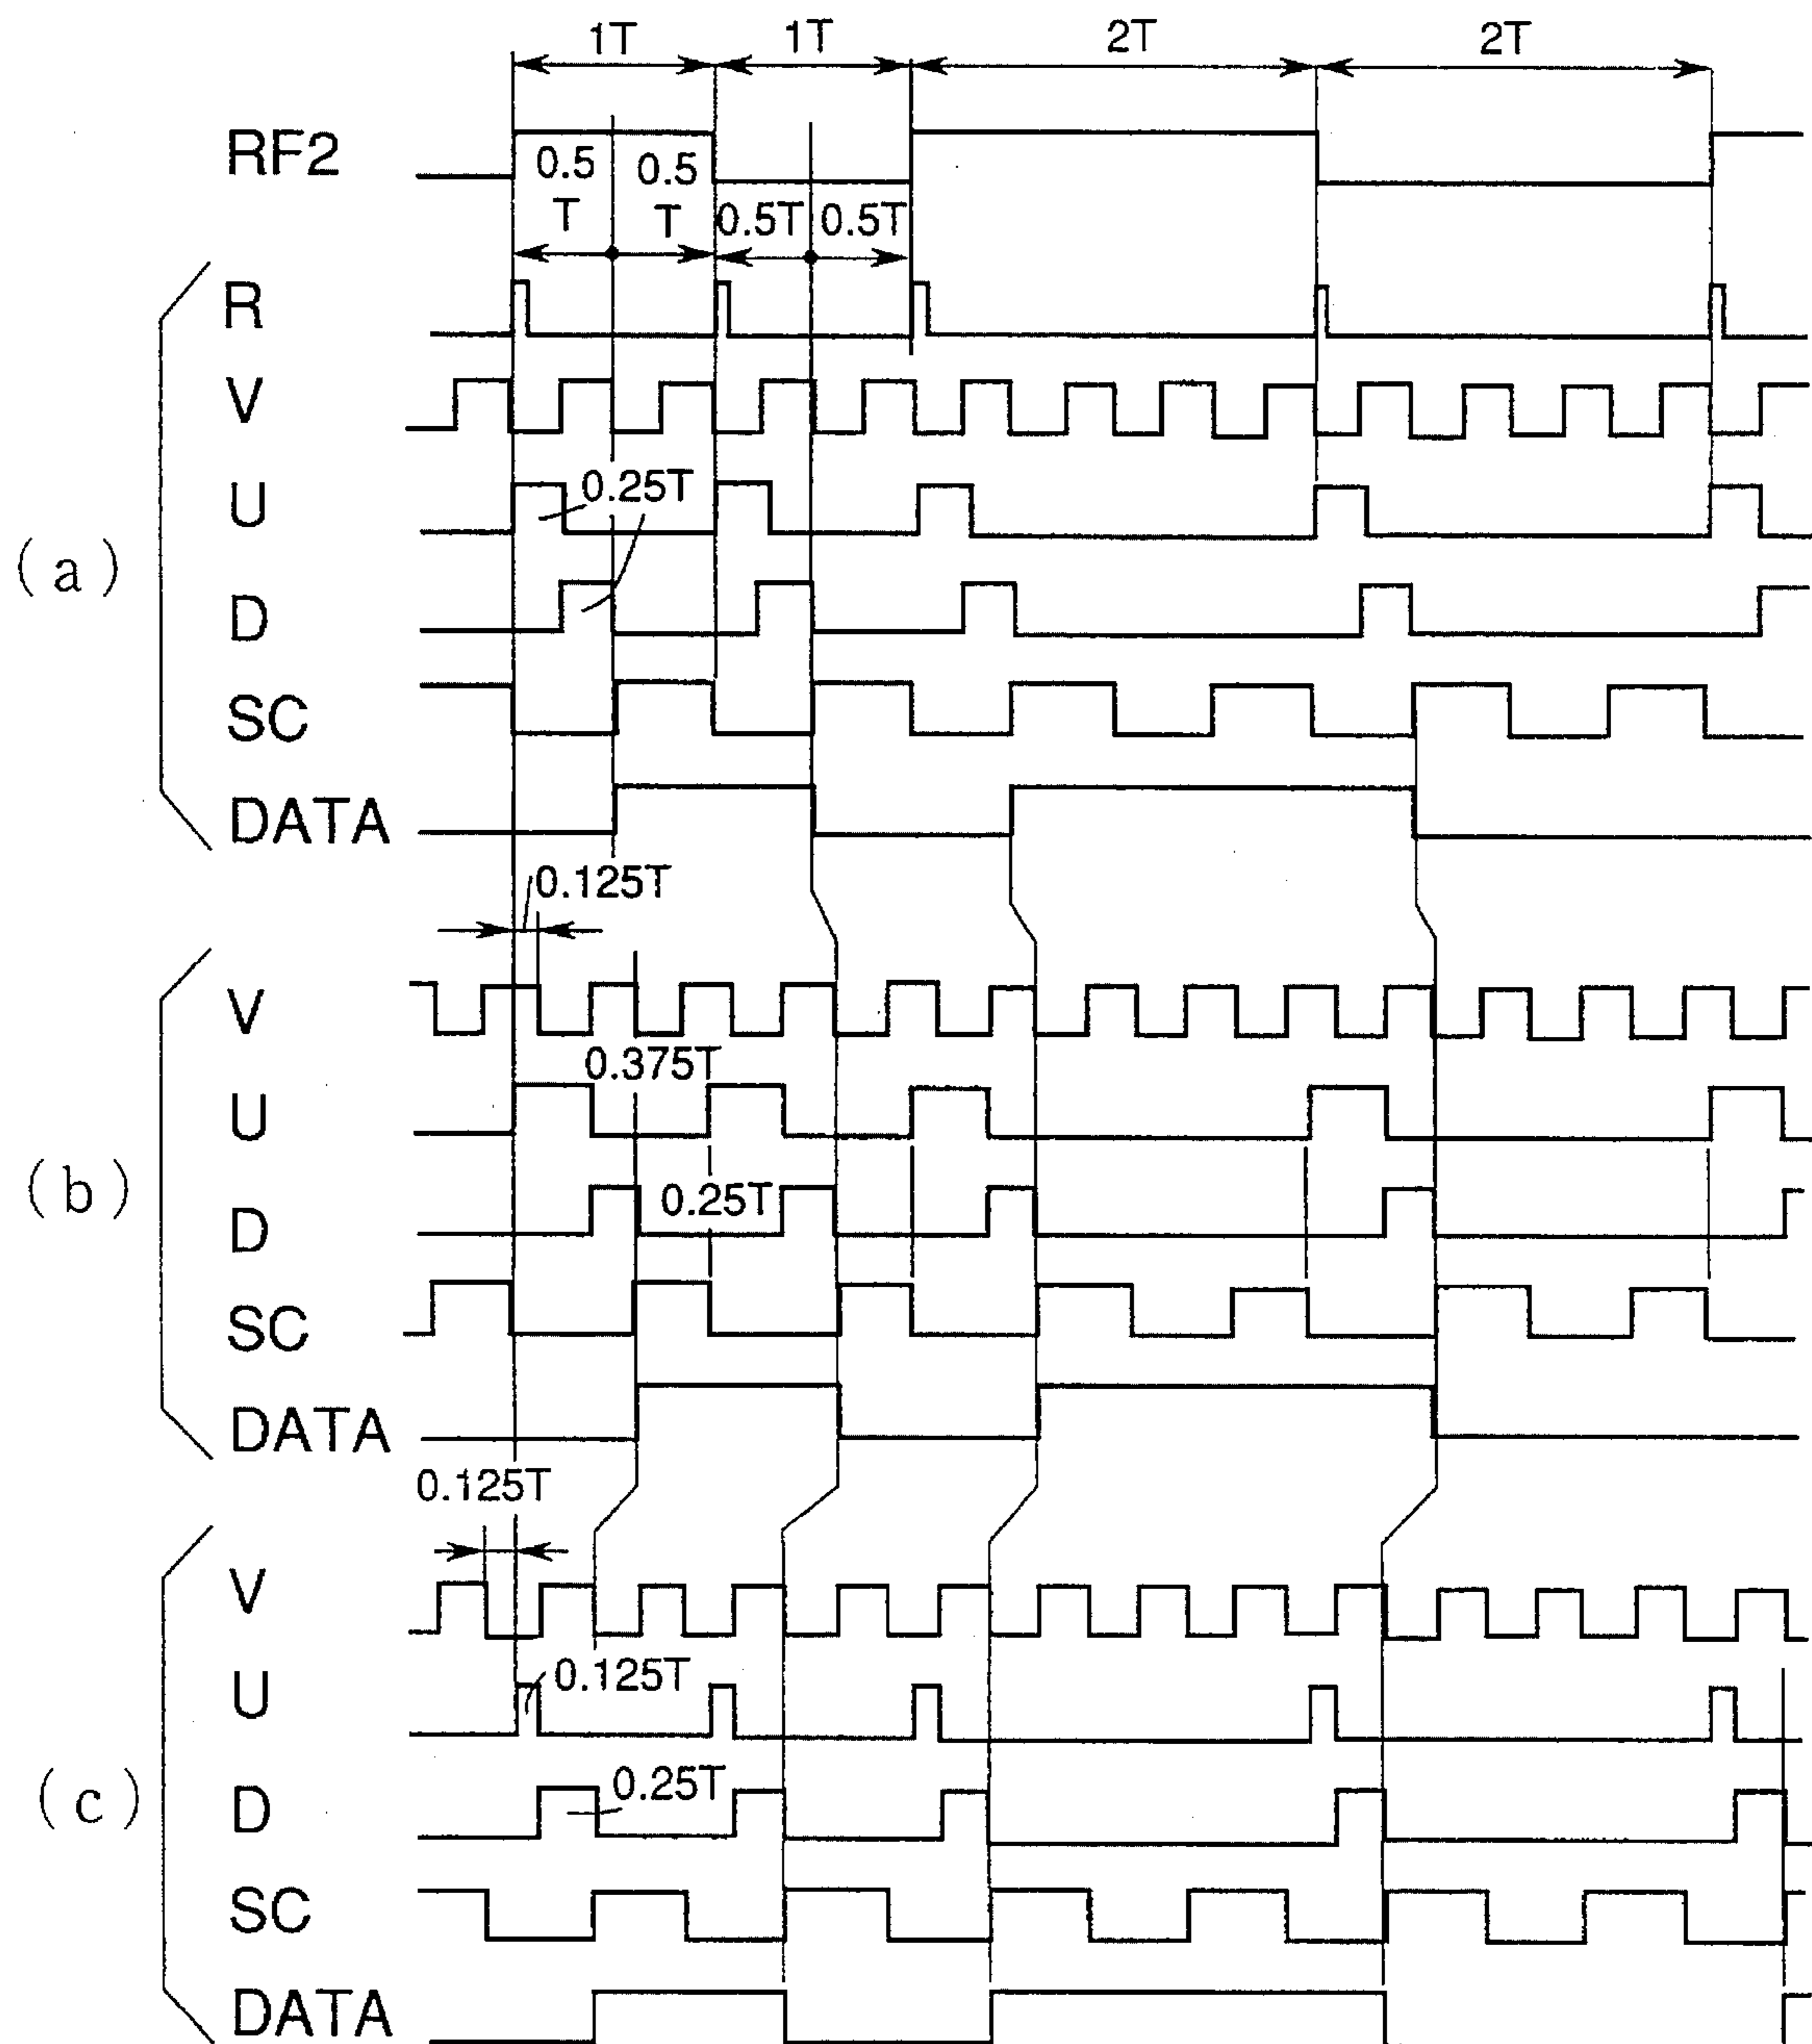 1T 1T 2T 2T
RF2
0.5
T
0.5
T
0.5T 0.5T
(a)
R
V
U
0.25T
D
SC
DATA
0.125T
(b)
V
0.375T
U
0.25T
D
SC
DATA
0.125T
(c)
V
0.125T
U
0.25T
D
SC
DATA